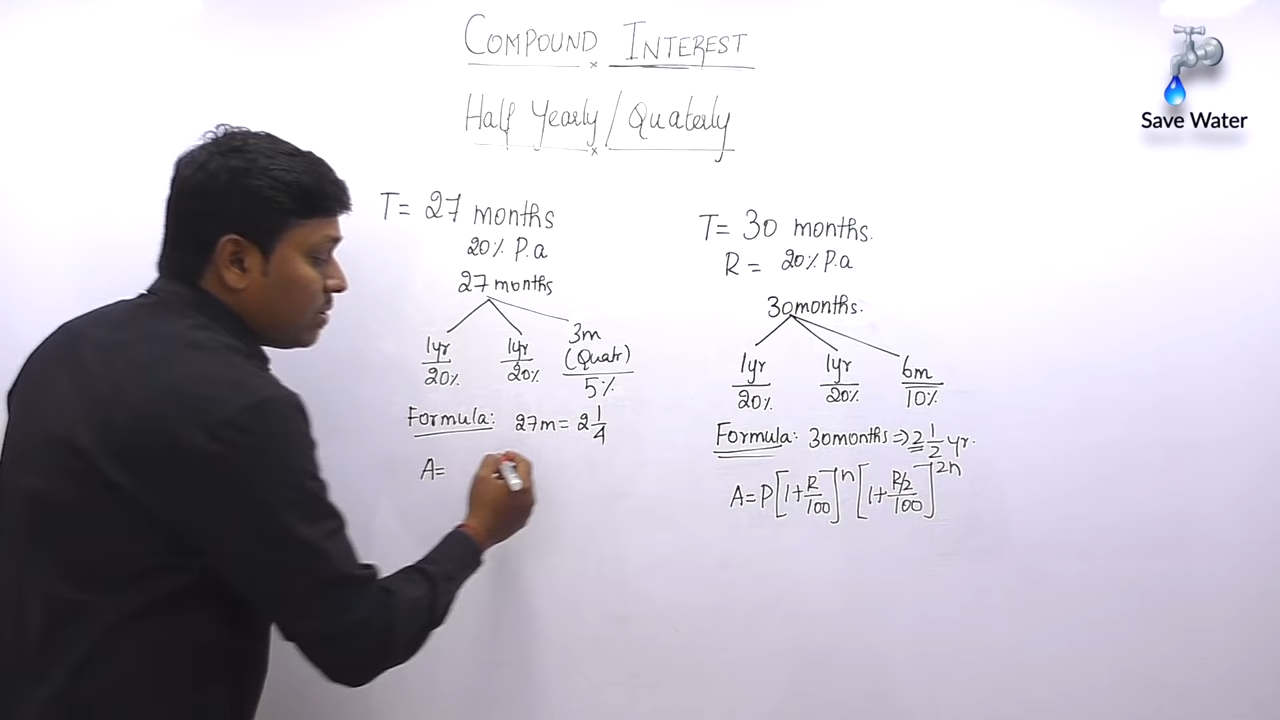 COMPOUND INTEREST
Half Yearly / Quaterly
Save Water
T= 27 months
20% P.a
27 months
1yr
20%
1yr
20%
3m
(Quatr)
5%
Formula: 27m = 2 1/4
A=
T= 30 months.
R = 20% P.a
30months.
1yr
20%
1yr
20%
6m
10%
Formula: 30months => 2 1/2 yr.
A=P[1+R/100]^n [1+R/2/100]^2n